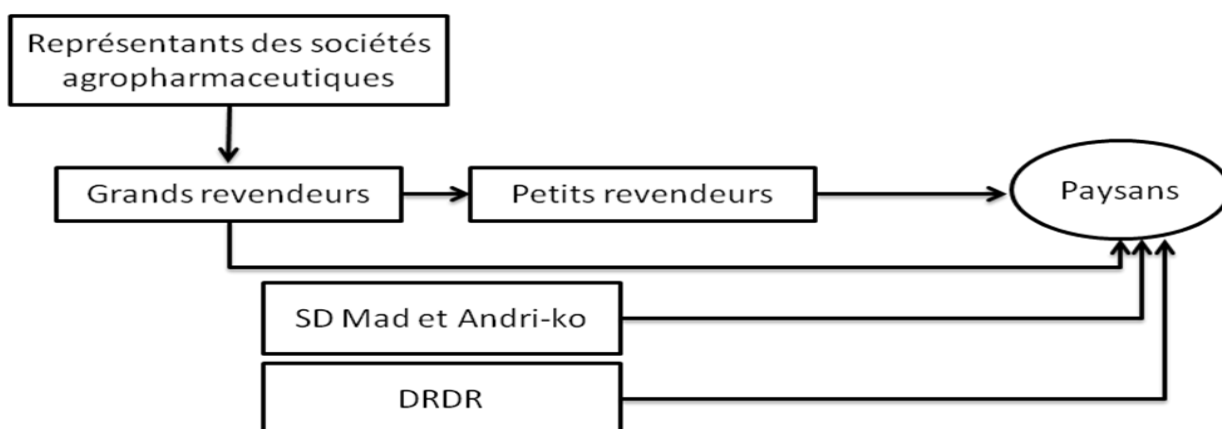 Représentants des sociétés
agropharmaceutiques
Grands revendeurs
Petits revendeurs
Paysans
SD Mad et Andri-ko
DRDR